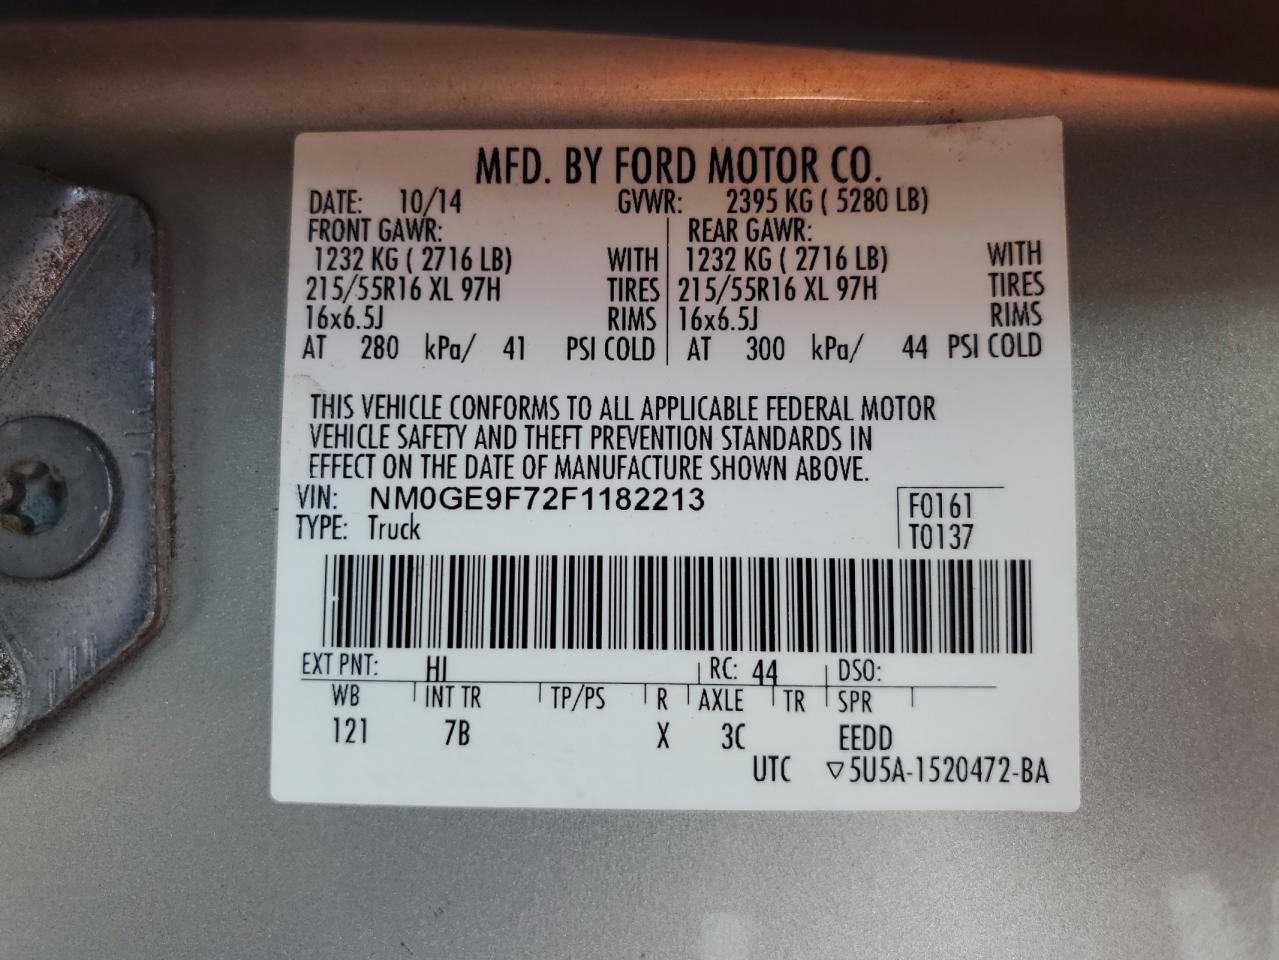 MFD. BY FORD MOTOR CO.
DATE: 10/14 GVWR: 2395 KG ( 5280 LB)
FRONT GAWR: REAR GAWR:
1232 KG ( 2716 LB) WITH 1232 KG ( 2716 LB) WITH
215/55R16 XL 97H TIRES 215/55R16 XL 97H TIRES
16x6.5J RIMS 16x6.5J RIMS
AT 280 kPa/ 41 PSI COLD AT 300 kPa/ 44 PSI COLD
THIS VEHICLE CONFORMS TO ALL APPLICABLE FEDERAL MOTOR
VEHICLE SAFETY AND THEFT PREVENTION STANDARDS IN
EFFECT ON THE DATE OF MANUFACTURE SHOWN ABOVE.
VIN: NM0GE9F72F1182213 F0161
TYPE: Truck T0137
EXT PNT: HI RC: 44 DSO:
WB INT TR TP/PS R AXLE TR SPR
121 7B X 3C EEDD
UTC ▽5U5A-1520472-BA